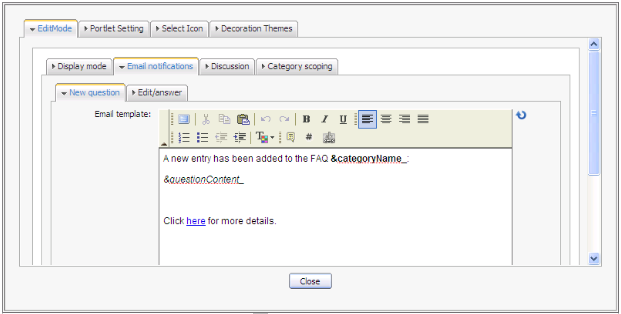 EditMode Portlet Setting Select Icon Decoration Themes
Display mode Email notifications Discussion Category scoping
New question Edit/answer
Email template:
B I U
#
A new entry has been added to the FAQ &categoryName_:
&questionContent_
Click here for more details.
Close